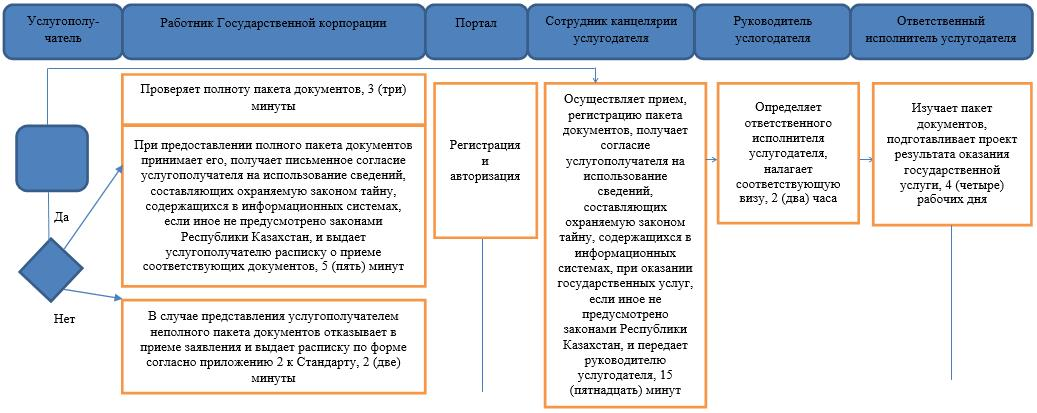 Услугополу-
чатель
Работник Государственной корпорации
Портал
Сотрудник канцелярии
услугодателя
Руководитель
услогодателя
Ответственный
исполнитель услугодателя
Проверяет полноту пакета документов, 3 (три)
минуты
При предоставлении полного пакета документов
принимает его, получает письменное согласие
услугополучателя на использование сведений,
составляющих охраняемую законом тайну,
содержащихся в информационных системах,
если иное не предусмотрено законами
Республики Казахстан, и выдает
услугополучателю расписку о приеме
соответствующих документов, 5 (пять) минут
Да
Нет
В случае представления услугополучателем
неполного пакета документов отказывает в
приеме заявления и выдает расписку по форме
согласно приложению 2 к Стандарту, 2 (две)
минуты
Регистрация
и
авторизация
Осуществляет прием,
регистрацию пакета
документов, получает
согласие
услугополучателя на
использование
сведений,
составляющих
охраняемую законом
тайну, содержащихся в
информационных
системах, при оказании
государственных услуг,
если иное не
предусмотрено
законами Республики
Казахстан, и передает
руководителю
услугодателя, 15
(пятнадцать) минут
Определяет
ответственного
исполнителя
услугодателя,
налагает
соответствующую
визу, 2 (два) часа
Изучает пакет
документов,
подготавливает проект
результата оказания
государственной
услуги, 4 (четыре)
рабочих дня